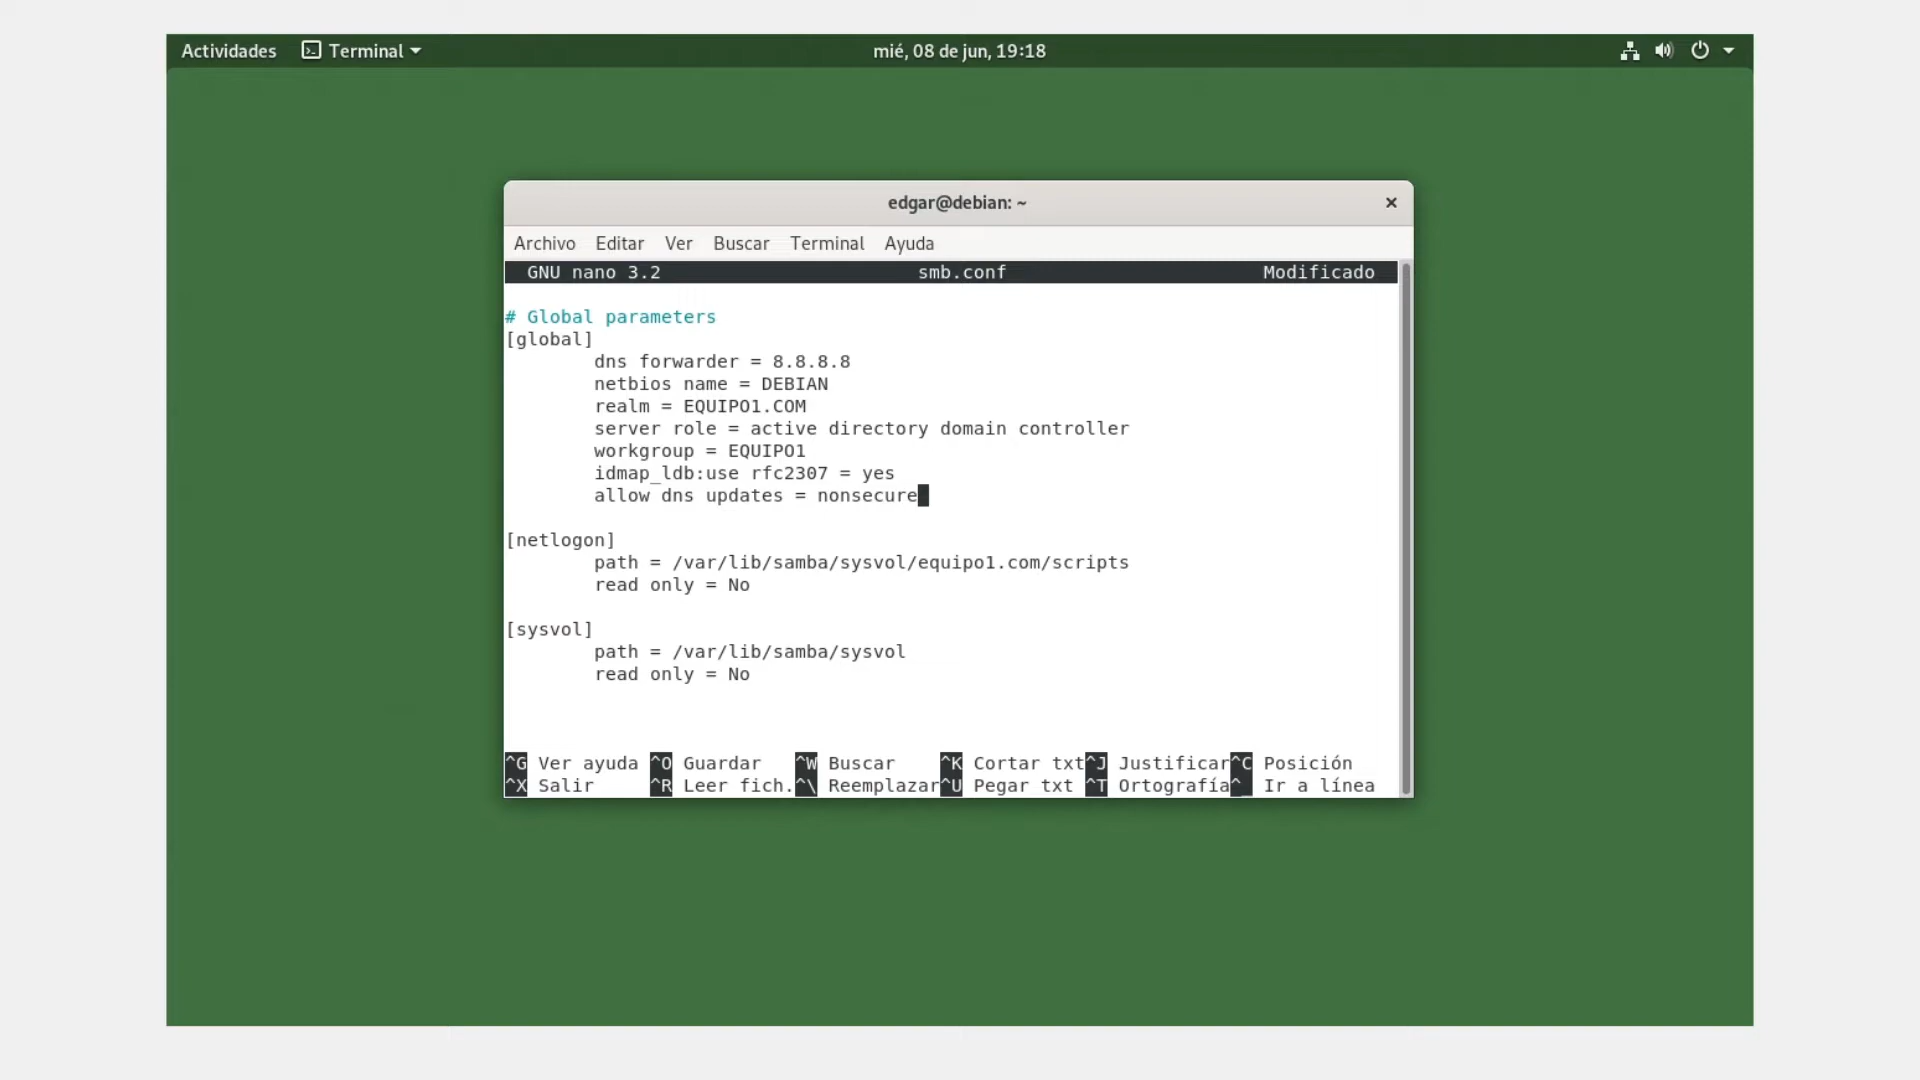 Actividades Terminal mié, 08 de jun, 19:18
edgar@debian: ~ ×
Archivo Editar Ver Buscar Terminal Ayuda
GNU nano 3.2 smb.conf Modificado
# Global parameters
[global]
dns forwarder = 8.8.8.8
netbios name = DEBIAN
realm = EQUIPO1.COM
server role = active directory domain controller
workgroup = EQUIPO1
idmap_ldb:use rfc2307 = yes
allow dns updates = nonsecure
[netlogon]
path = /var/lib/samba/sysvol/equipo1.com/scripts
read only = No
[sysvol]
path = /var/lib/samba/sysvol
read only = No
^G Ver ayuda ^O Guardar ^W Buscar ^K Cortar txt ^J Justificar ^C Posición
^X Salir ^R Leer fich. ^\ Reemplazar ^U Pegar txt ^T Ortografía ^_ Ir a línea